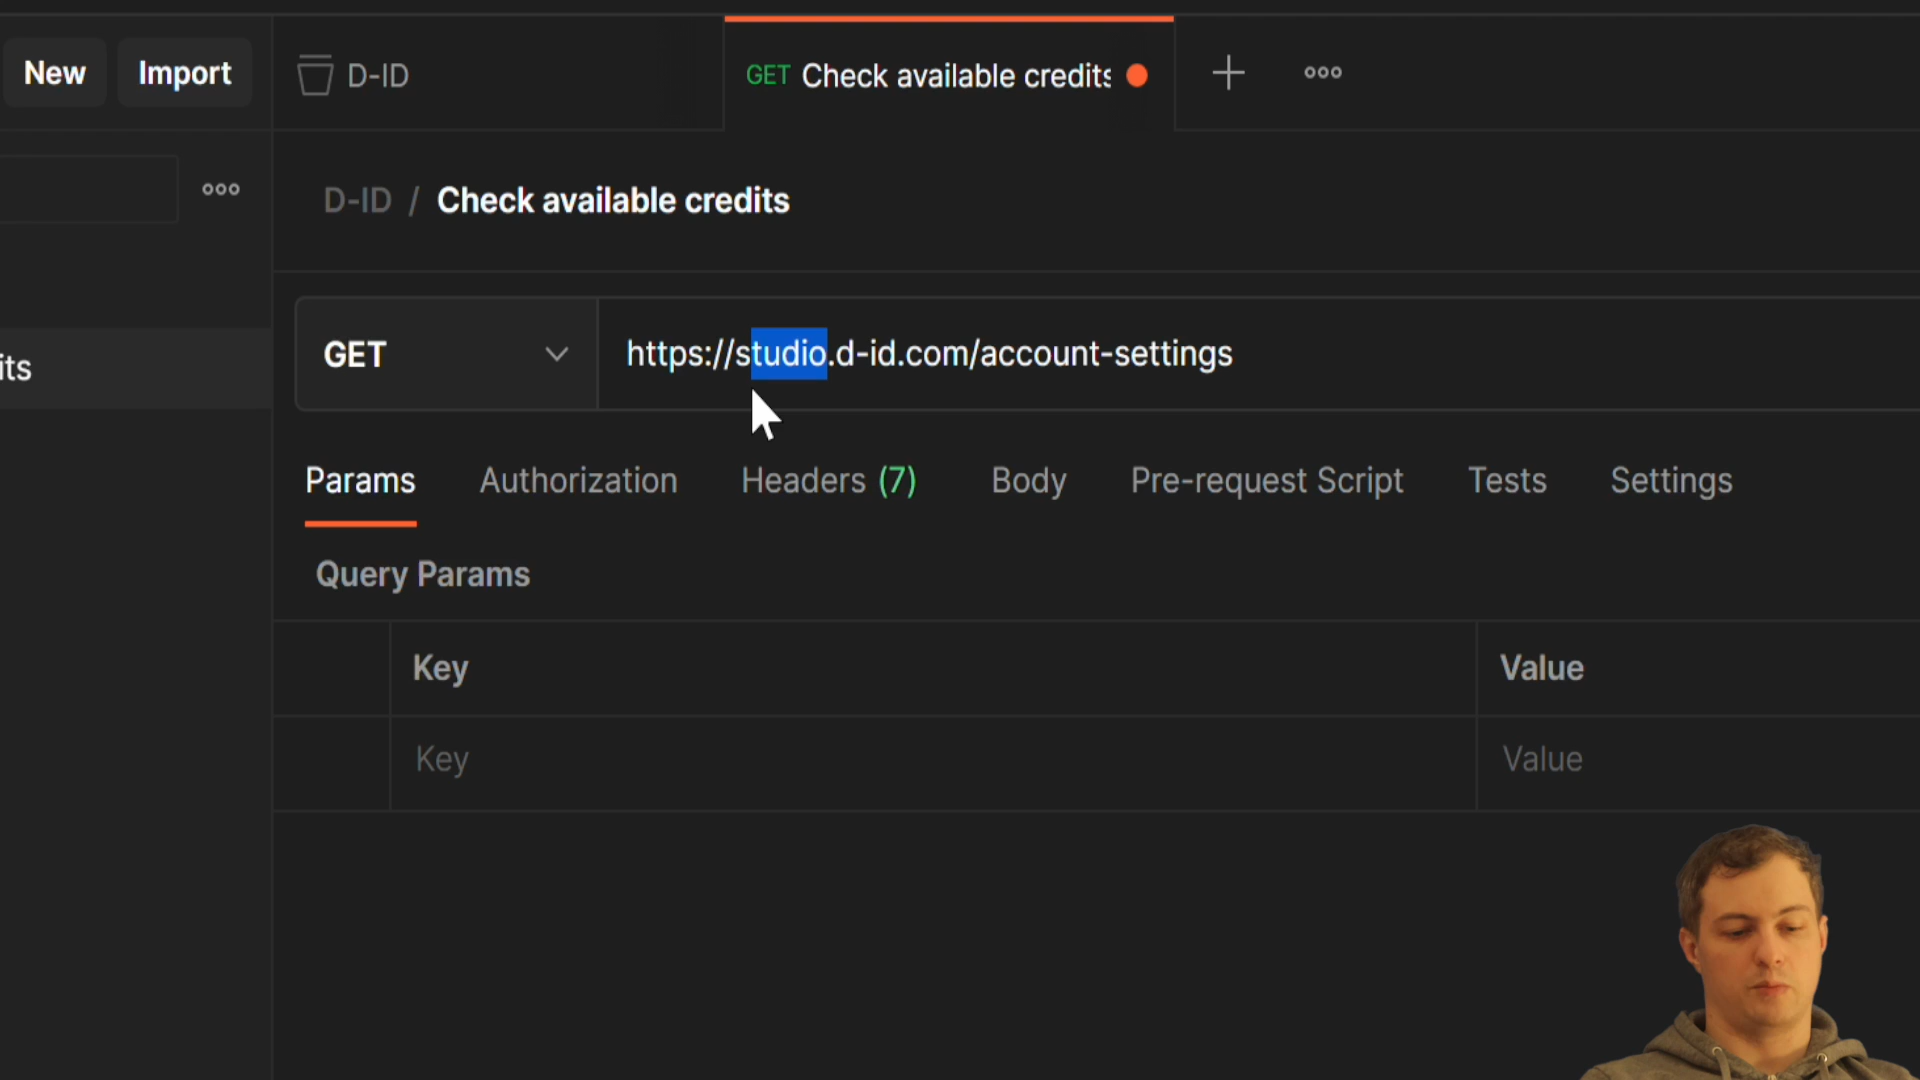 New
Import
D-ID
GET Check available credits
D-ID / Check available credits
its
GET
https://studio.d-id.com/account-settings
Params
Authorization
Headers (7)
Body
Pre-request Script
Tests
Settings
Query Params
Key
Value
Key
Value